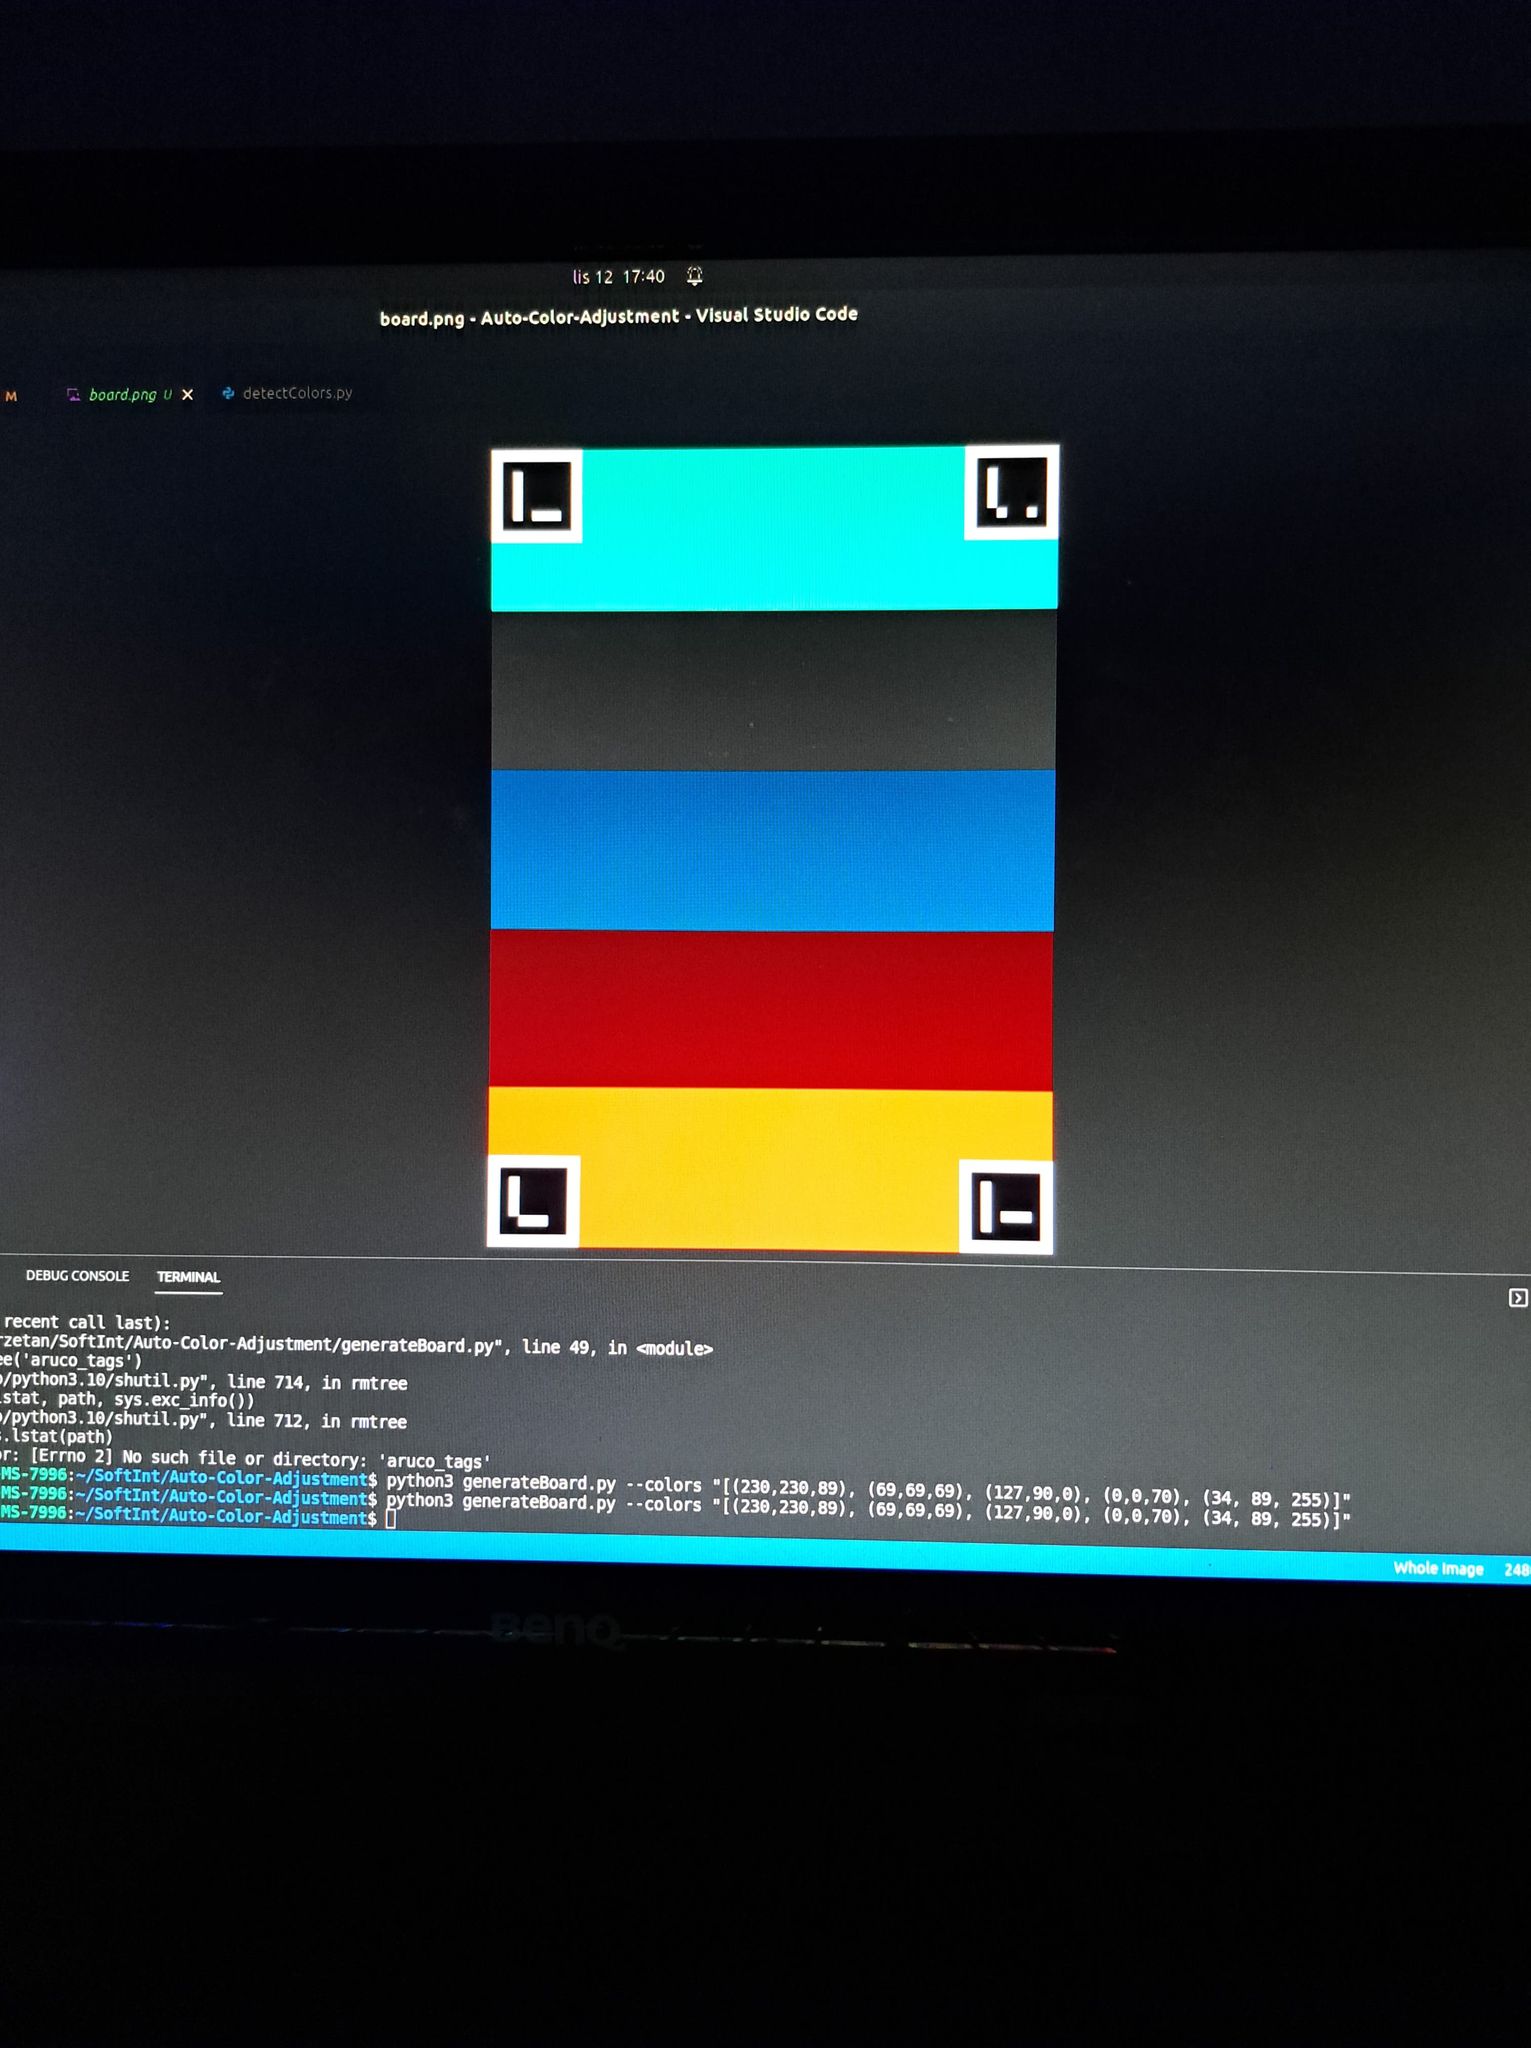 lis 12 17:40
board.png - Auto-Color-Adjustment - Visual Studio Code
M
board.png U
detectColors.py
DEBUG CONSOLE TERMINAL
recent call last):
rzetan/SoftInt/Auto-Color-Adjustment/generateBoard.py", line 49, in <module>
ee('aruco_tags')
/python3.10/shutil.py", line 714, in rmtree
lstat, path, sys.exc_info())
/python3.10/shutil.py", line 712, in rmtree
s.lstat(path)
or: [Errno 2] No such file or directory: 'aruco_tags'
MS-7996:~/SoftInt/Auto-Color-Adjustment$ python3 generateBoard.py --colors "[(230,230,89), (69,69,69), (127,90,0), (0,0,70), (34, 89, 255)]"
MS-7996:~/SoftInt/Auto-Color-Adjustment$ python3 generateBoard.py --colors "[(230,230,89), (69,69,69), (127,90,0), (0,0,70), (34, 89, 255)]"
MS-7996:~/SoftInt/Auto-Color-Adjustment$
Whole Image 248
BenQ